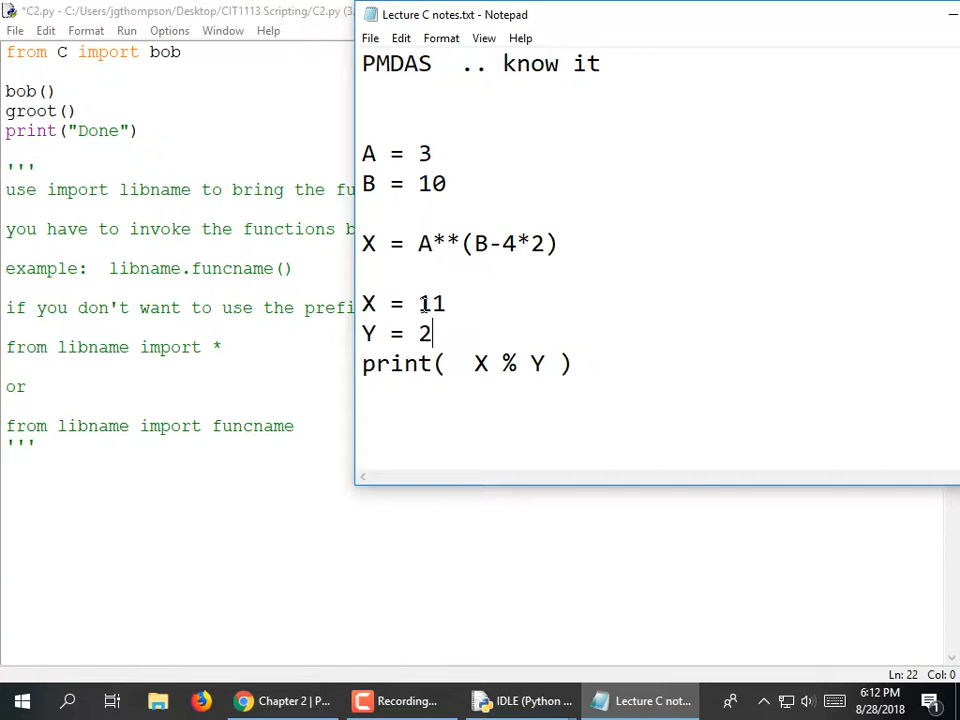 *C2.py - C:/Users/jgthompson/Desktop/CIT1113 Scripting/C2.py (3.
File Edit Format Run Options Window Help
from C import bob
bob()
groot()
print("Done")
'''
use import libname to bring the fu
you have to invoke the functions b
example: libname.funcname()
if you don't want to use the prefi
from libname import *
or
from libname import funcname
'''
Lecture C notes.txt - Notepad
File Edit Format View Help
PMDAS .. know it
A = 3
B = 10
X = A**(B-4*2)
X = 11
Y = 2
print( X % Y )
Ln: 22 Col: 0
Chapter 2 | P...
Recording...
IDLE (Python ...
Lecture C not...
6:12 PM
8/28/2018
1